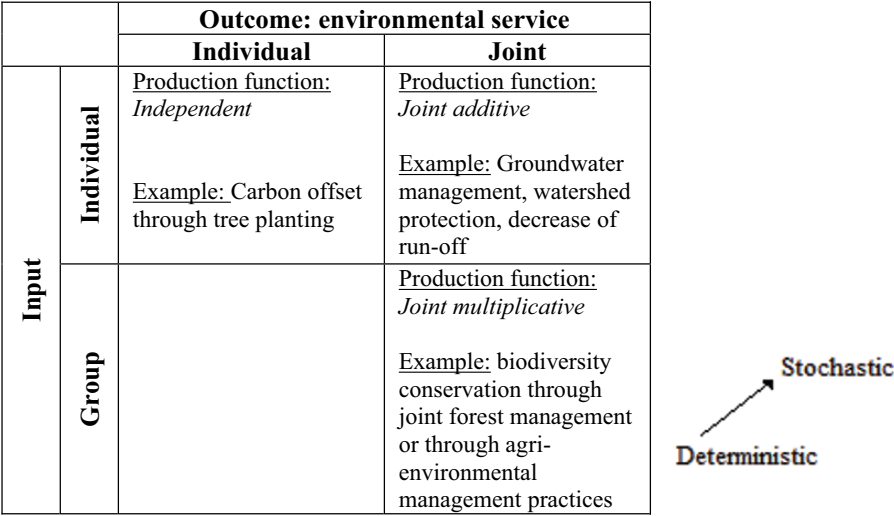 Outcome: environmental service
Individual
Joint
Input
Individual
Production function:
Independent
Example: Carbon offset
through tree planting
Production function:
Joint additive
Example: Groundwater
management, watershed
protection, decrease of
run-off
Group
Production function:
Joint multiplicative
Example: biodiversity
conservation through
joint forest management
or through agri-
environmental
management practices
Stochastic
Deterministic